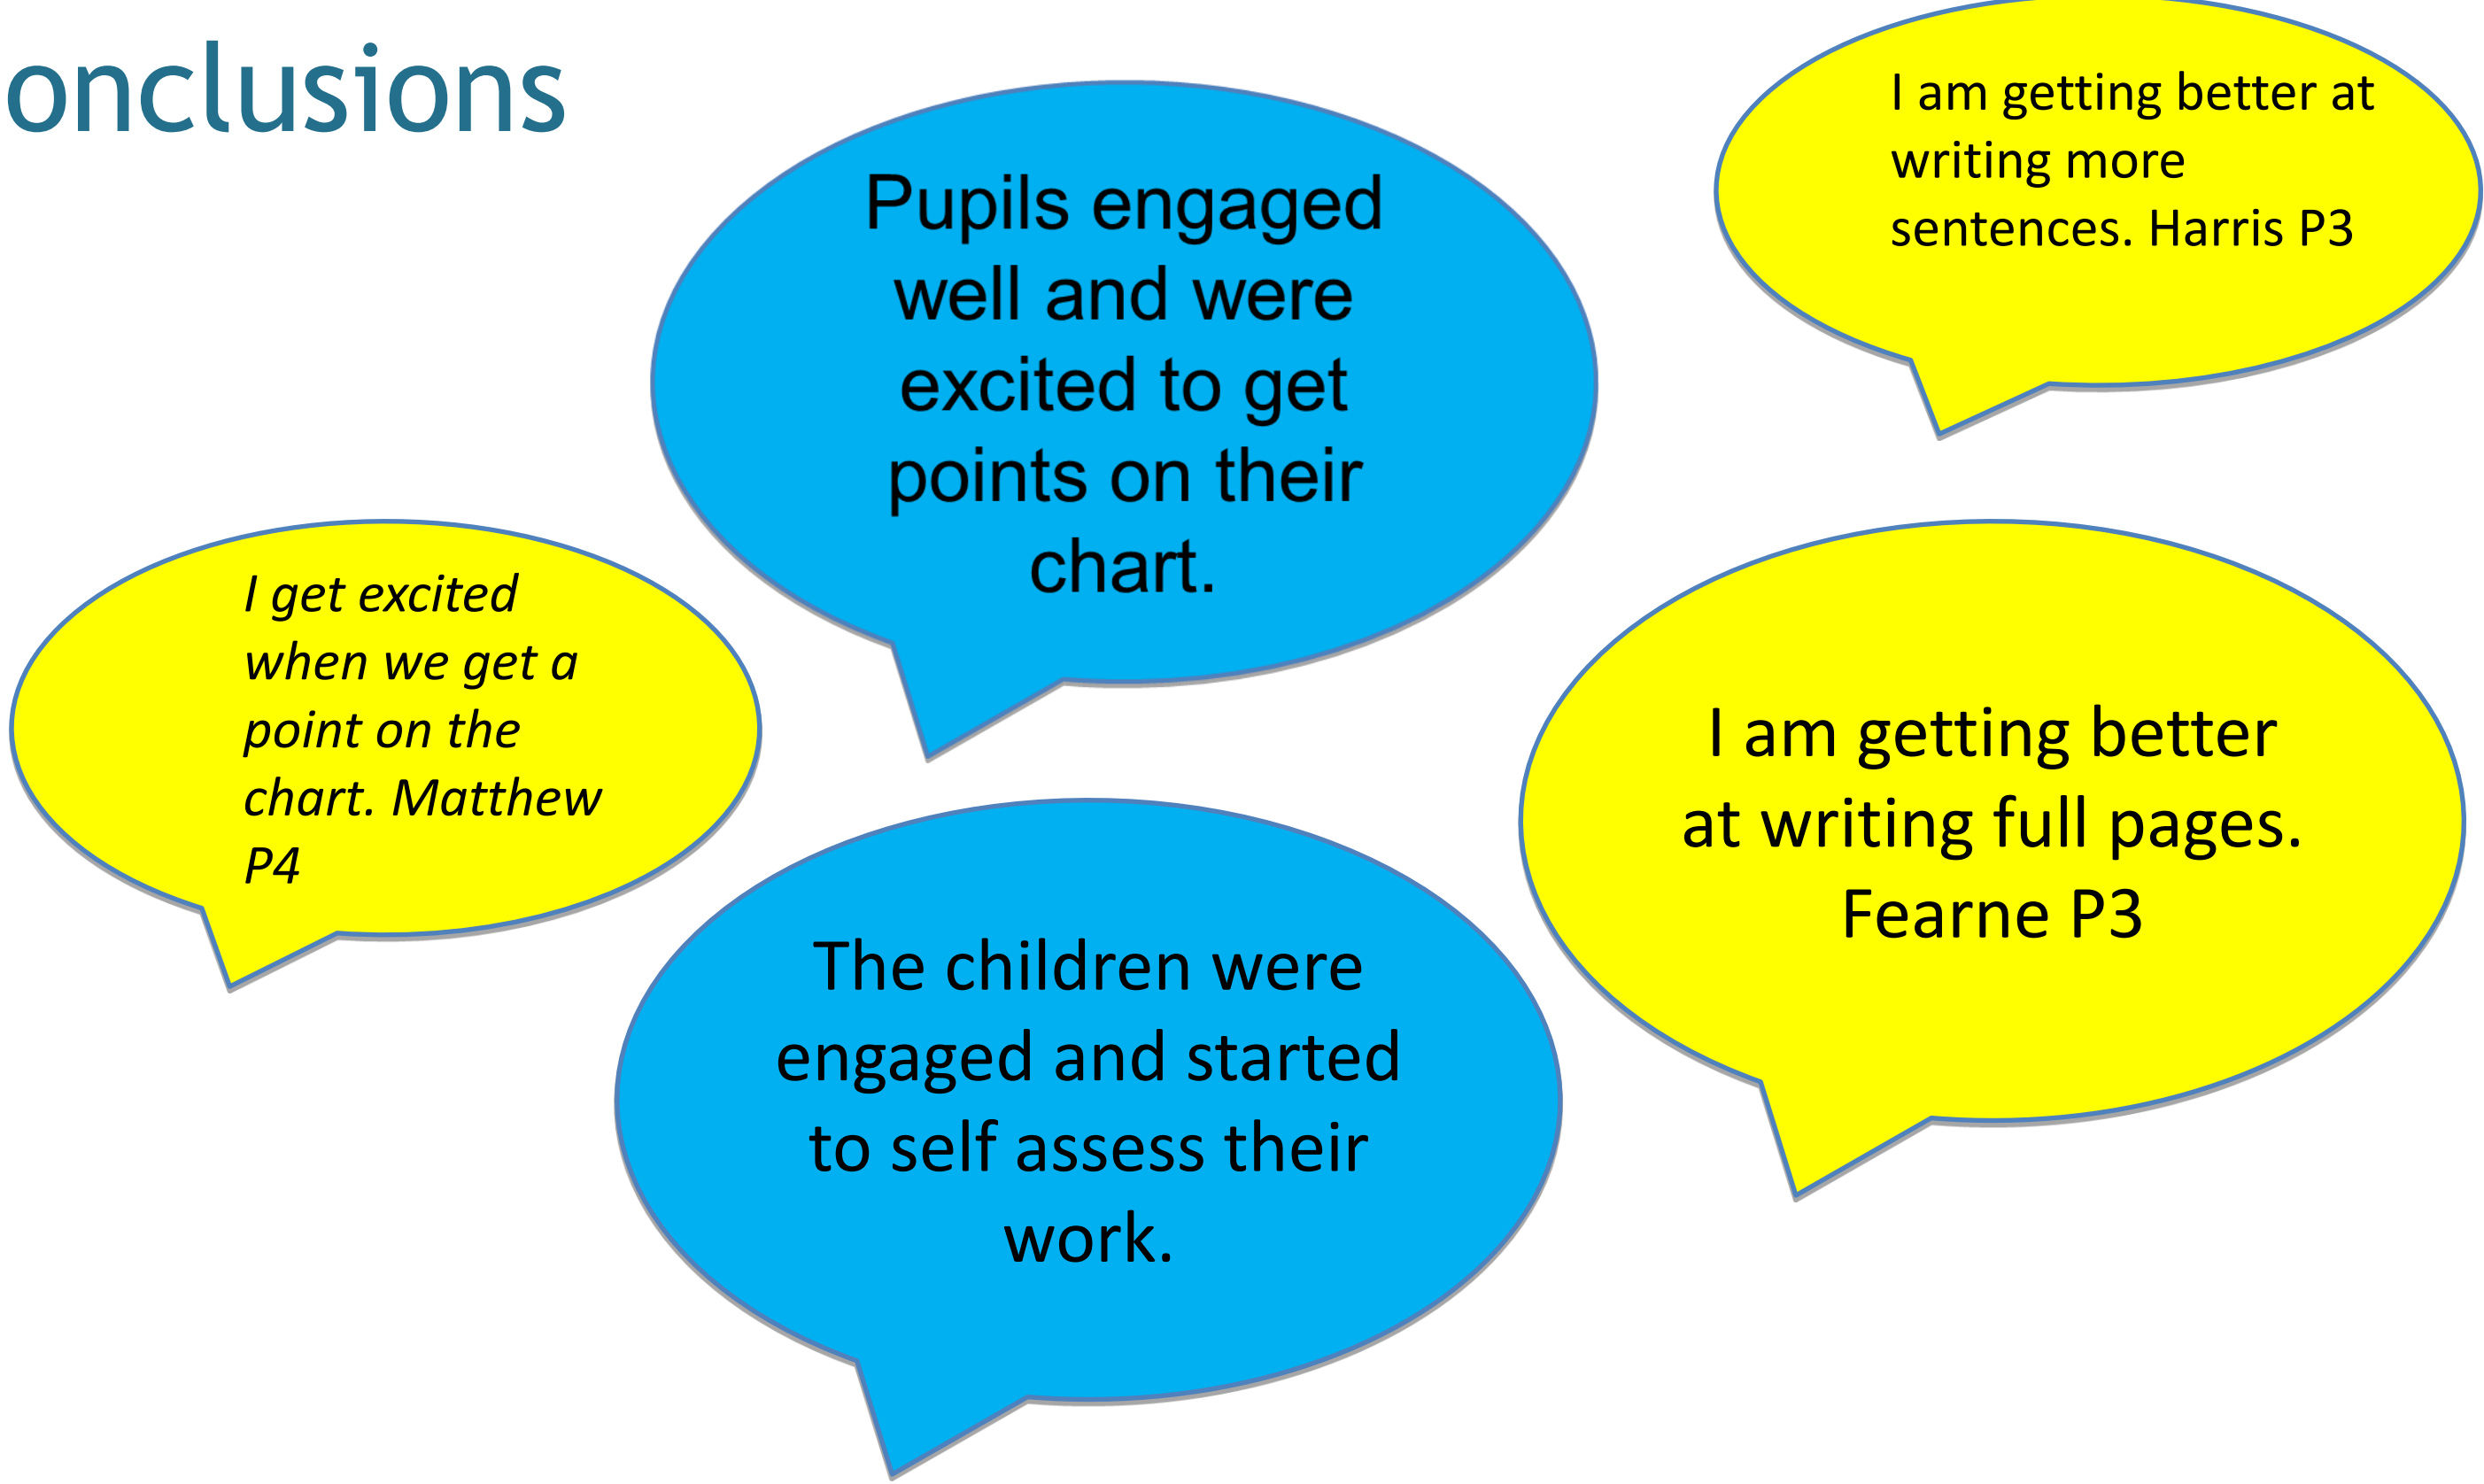 onclusions
Pupils engaged
well and were
excited to get
points on their
chart.
I am getting better at
writing more
sentences. Harris P3
I get excited
when we get a
point on the
chart. Matthew
P4
I am getting better
at writing full pages.
Fearne P3
The children were
engaged and started
to self assess their
work.